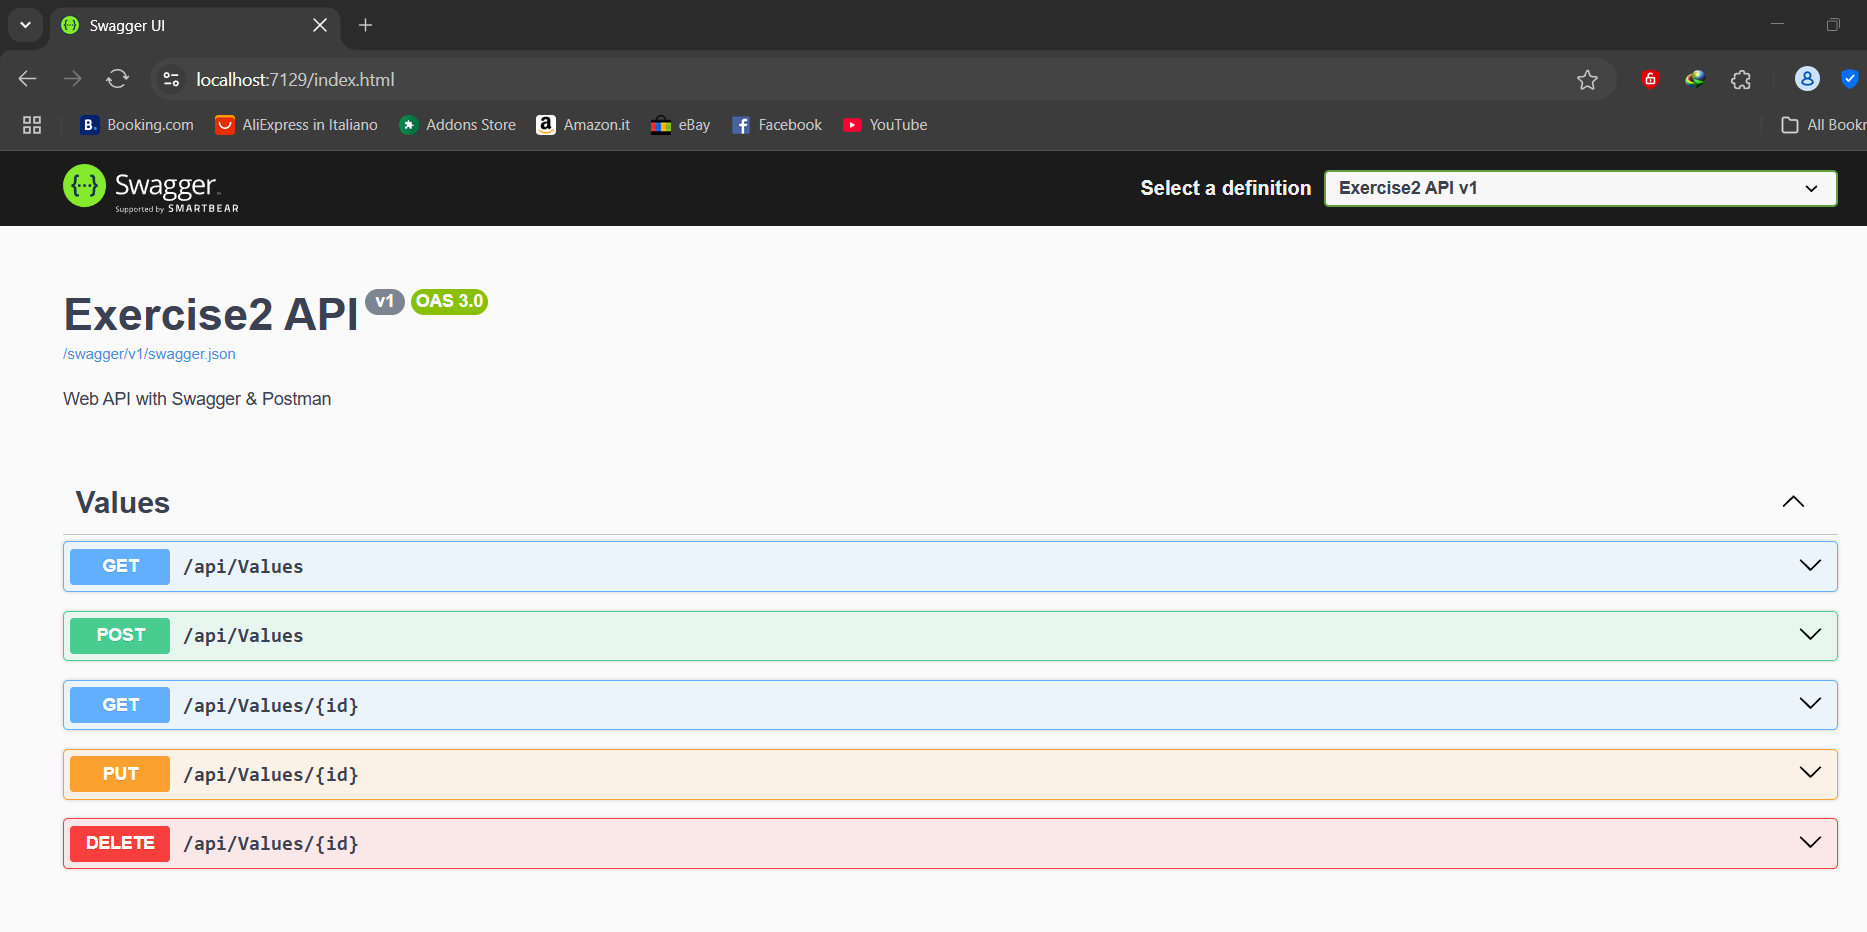 Swagger UI
localhost:7129/index.html
Booking.com AliExpress in Italiano Addons Store Amazon.it eBay Facebook YouTube All Bookr
Swagger
Supported by SMARTBEAR
Select a definition Exercise2 API v1
Exercise2 API v1 OAS 3.0
/swagger/v1/swagger.json
Web API with Swagger & Postman
Values
GET /api/Values
POST /api/Values
GET /api/Values/{id}
PUT /api/Values/{id}
DELETE /api/Values/{id}